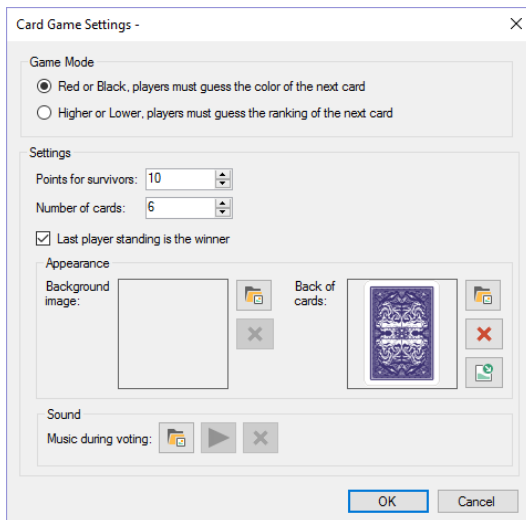 Card Game Settings -
Game Mode
Red or Black, players must guess the color of the next card
Higher or Lower, players must guess the ranking of the next card
Settings
Points for survivors: 10
Number of cards: 6
Last player standing is the winner
Appearance
Background image:
Back of cards:
Sound
Music during voting:
OK Cancel